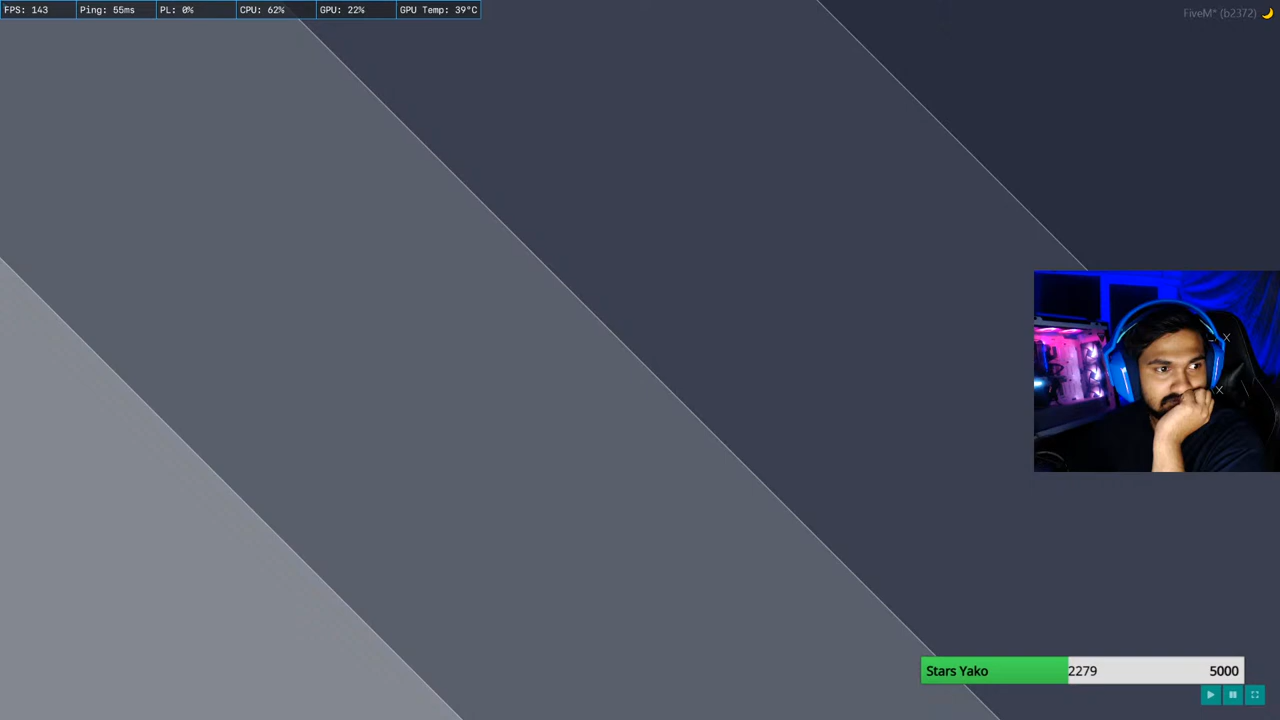 FPS: 143 Ping: 55ms PL: 0% CPU: 62% GPU: 22% GPU Temp: 39°C
FiveM* (b2372) 🌙
Stars Yako 2279 5000